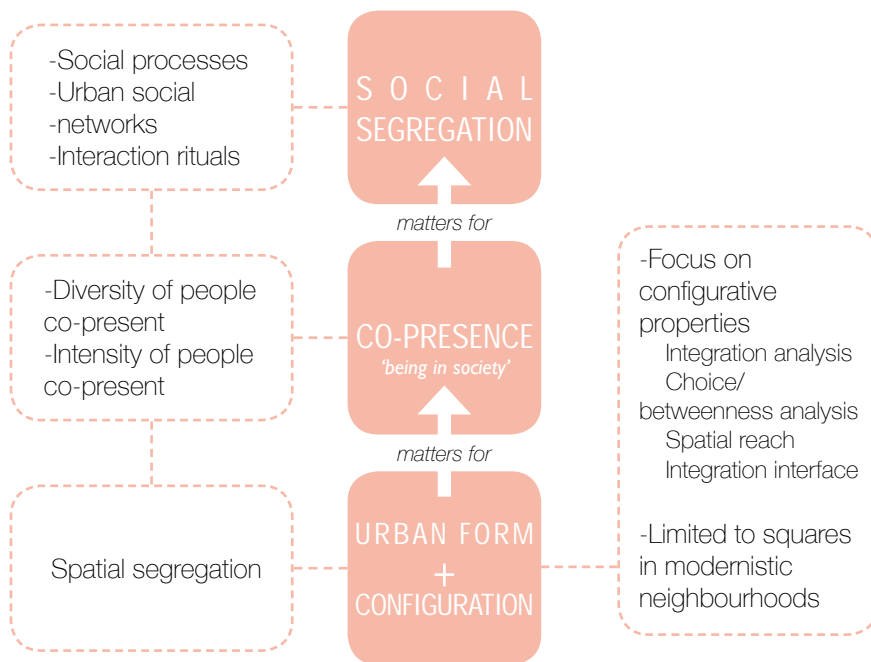 -Social processes
-Urban social
-networks
-Interaction rituals
SOCIAL
SEGREGATION
matters for
-Diversity of people
co-present
-Intensity of people
co-present
CO-PRESENCE
'being in society'
matters for
Spatial segregation
URBAN FORM
+
CONFIGURATION
-Focus on
configurative
properties
Integration analysis
Choice/
betweenness analysis
Spatial reach
Integration interface
-Limited to squares
in modernistic
neighbourhoods